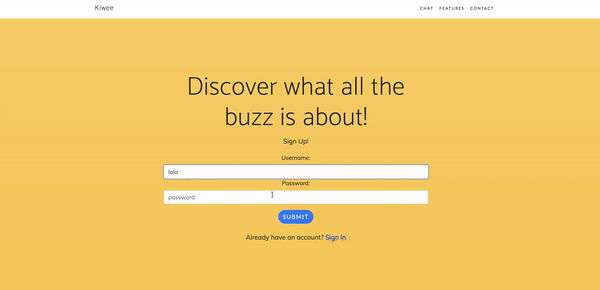 Kiwee
CHAT FEATURES CONTACT
Discover what all the
buzz is about!
Sign Up!
Username:
lala
Password:
password
SUBMIT
Already have an account? Sign In